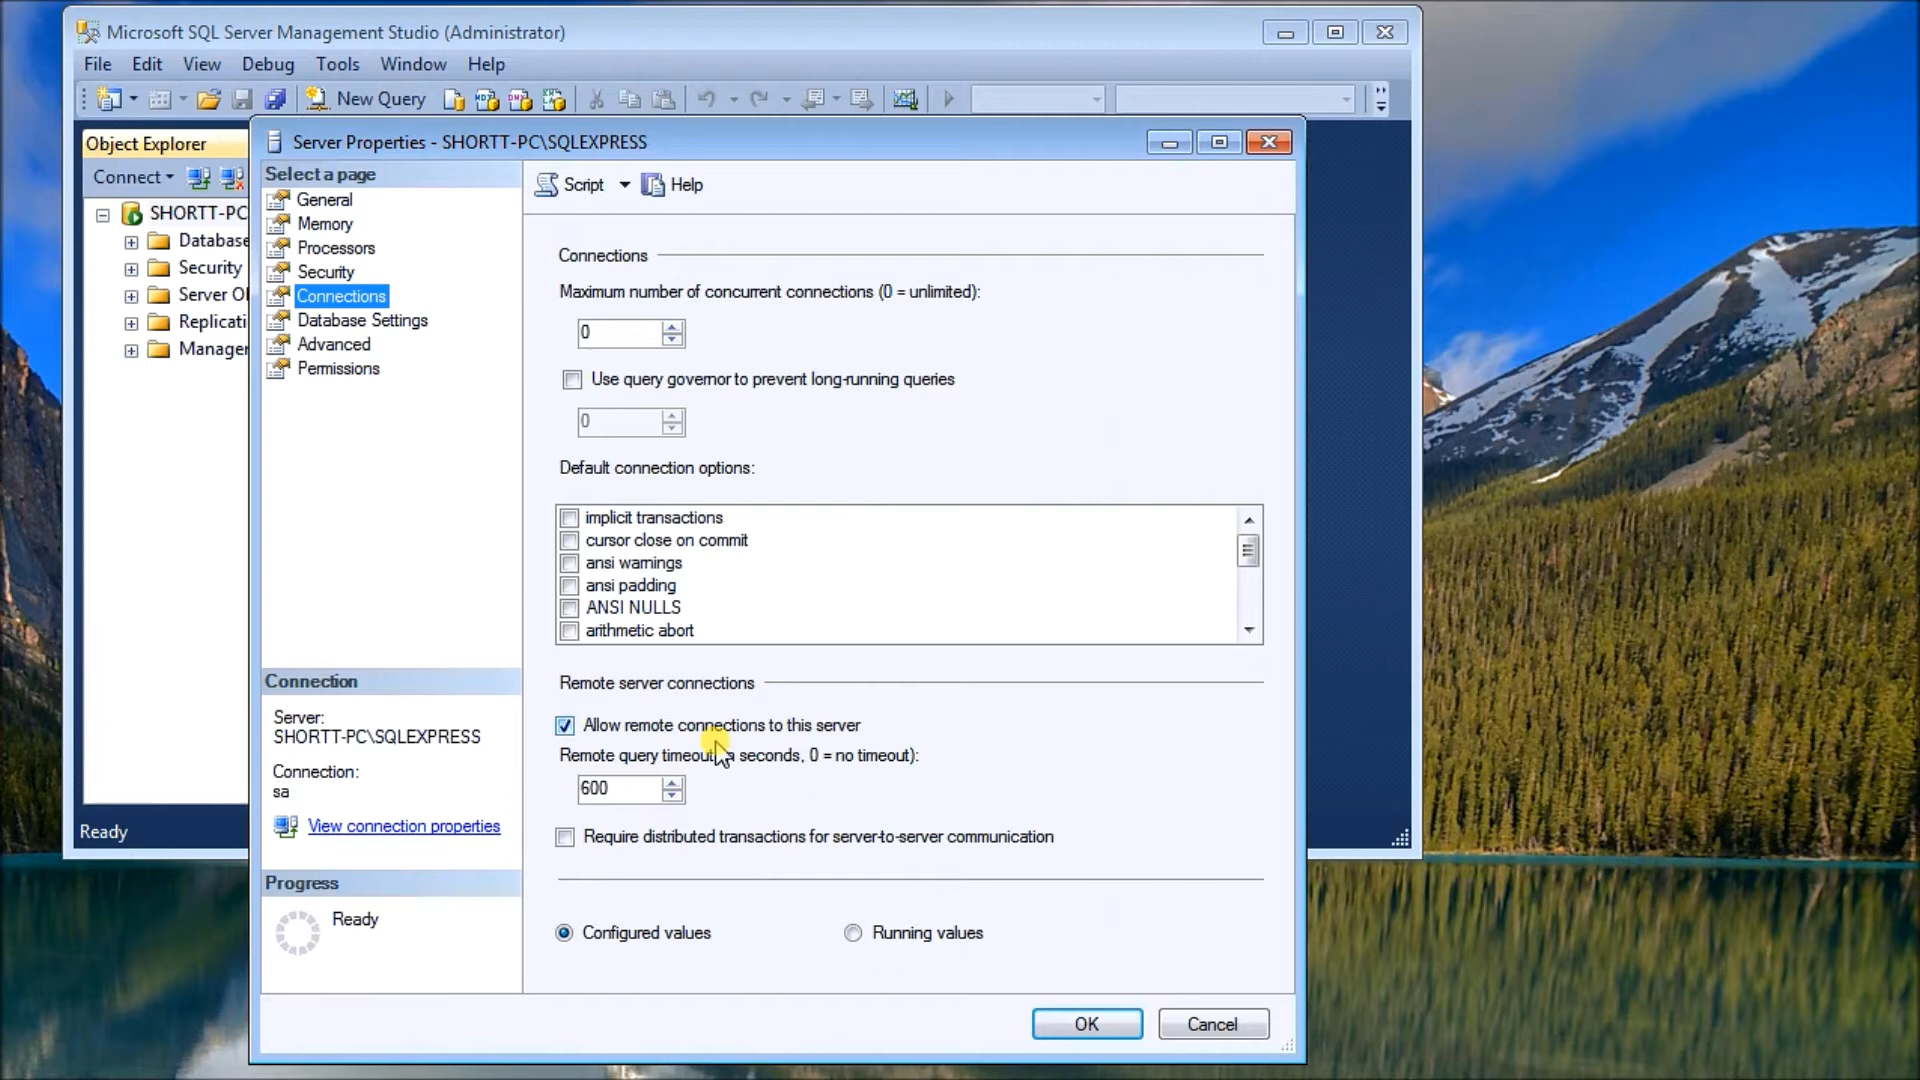 Microsoft SQL Server Management Studio (Administrator)
File Edit View Debug Tools Window Help
New Query
Object Explorer
Connect
SHORTT-PC
Database
Security
Server Ol
Replicati
Manager
Ready
Server Properties - SHORTT-PC\SQLEXPRESS
Select a page
General
Memory
Processors
Security
Connections
Database Settings
Advanced
Permissions
Connection
Server:
SHORTT-PC\SQLEXPRESS
Connection:
sa
View connection properties
Progress
Ready
Script Help
Connections
Maximum number of concurrent connections (0 = unlimited):
0
Use query governor to prevent long-running queries
0
Default connection options:
implicit transactions
cursor close on commit
ansi warnings
ansi padding
ANSI NULLS
arithmetic abort
Remote server connections
Allow remote connections to this server
Remote query timeout seconds, 0 = no timeout):
600
Require distributed transactions for server-to-server communication
Configured values Running values
OK Cancel